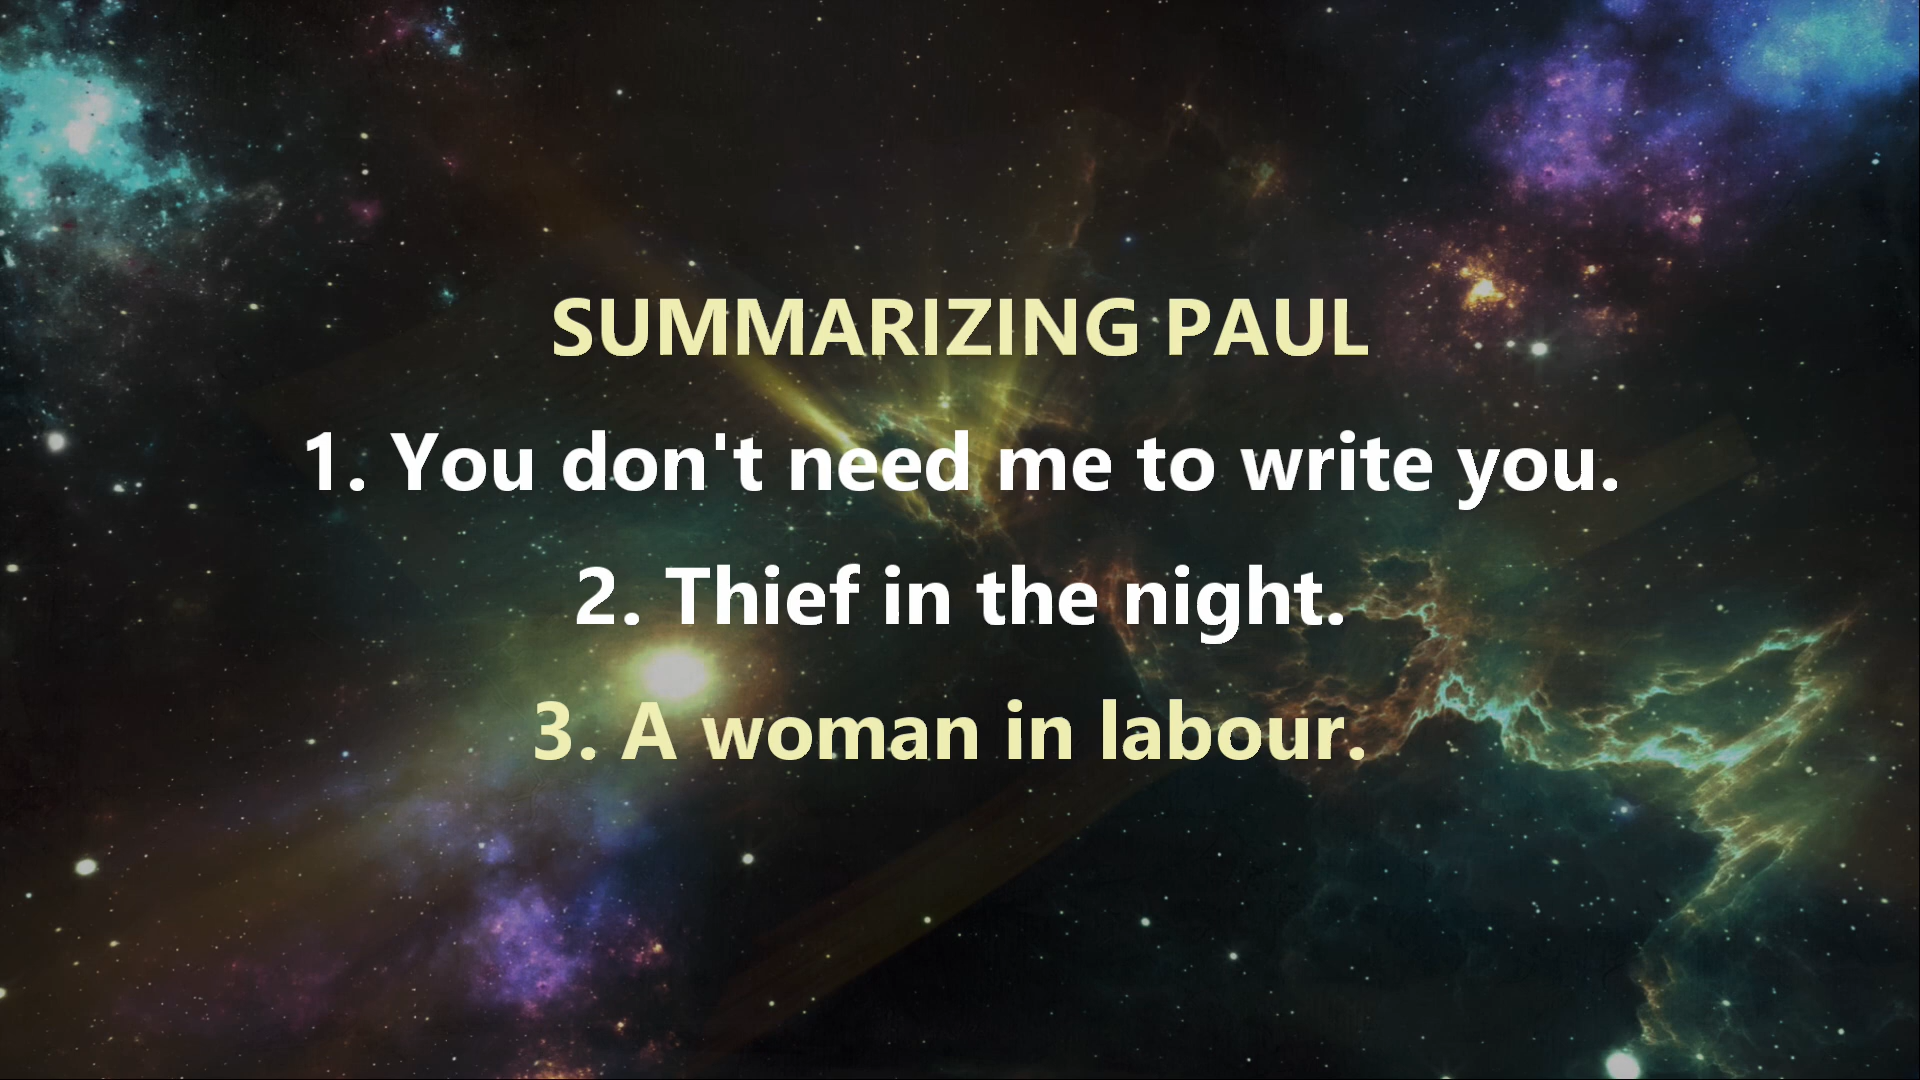 SUMMARIZING PAUL
1. You don't need me to write you.
2. Thief in the night.
3. A woman in labour.